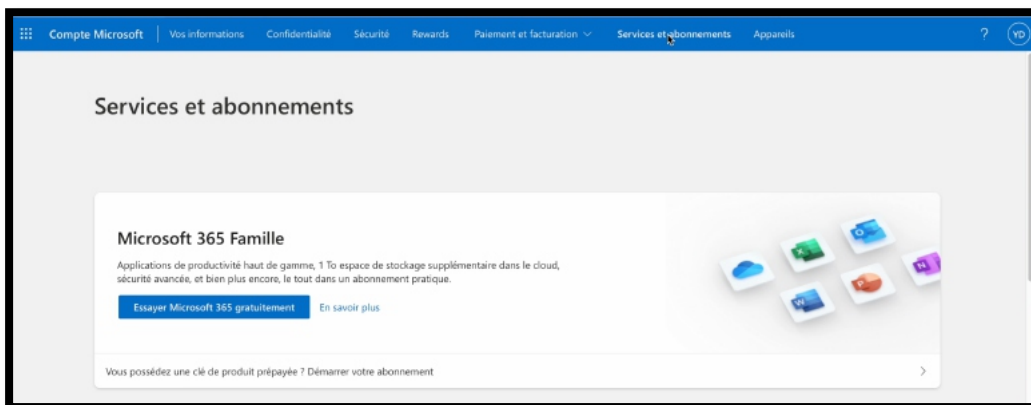 Compte Microsoft Vos informations Confidentialité Sécurité Rewards Paiement et facturation Services et abonnements Appareils ? YD
Services et abonnements
Microsoft 365 Famille
Applications de productivité haut de gamme, 1 To espace de stockage supplémentaire dans le cloud,
sécurité avancée, et bien plus encore, le tout dans un abonnement pratique.
Essayer Microsoft 365 gratuitement En savoir plus
Vous possédez une clé de produit prépayée ? Démarrer votre abonnement
X
O
N
W
P